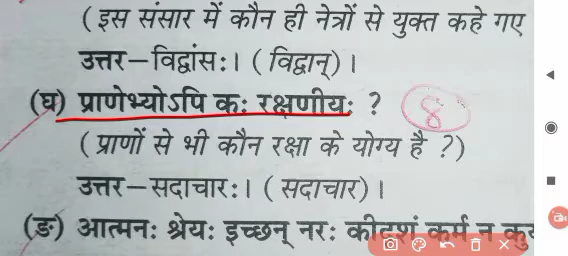 (इस संसार में कौन ही नेत्रों से युक्त कहे गए
उत्तर–विद्वांसः। (विद्वान्)।
(घ) प्राणेभ्योऽपि कः रक्षणीयः ? 8
(प्राणों से भी कौन रक्षा के योग्य है ?)
उत्तर–सदाचारः। (सदाचार)।
(ङ) आत्मनः श्रेयः इच्छन् नरः कीदृशं कर्म न